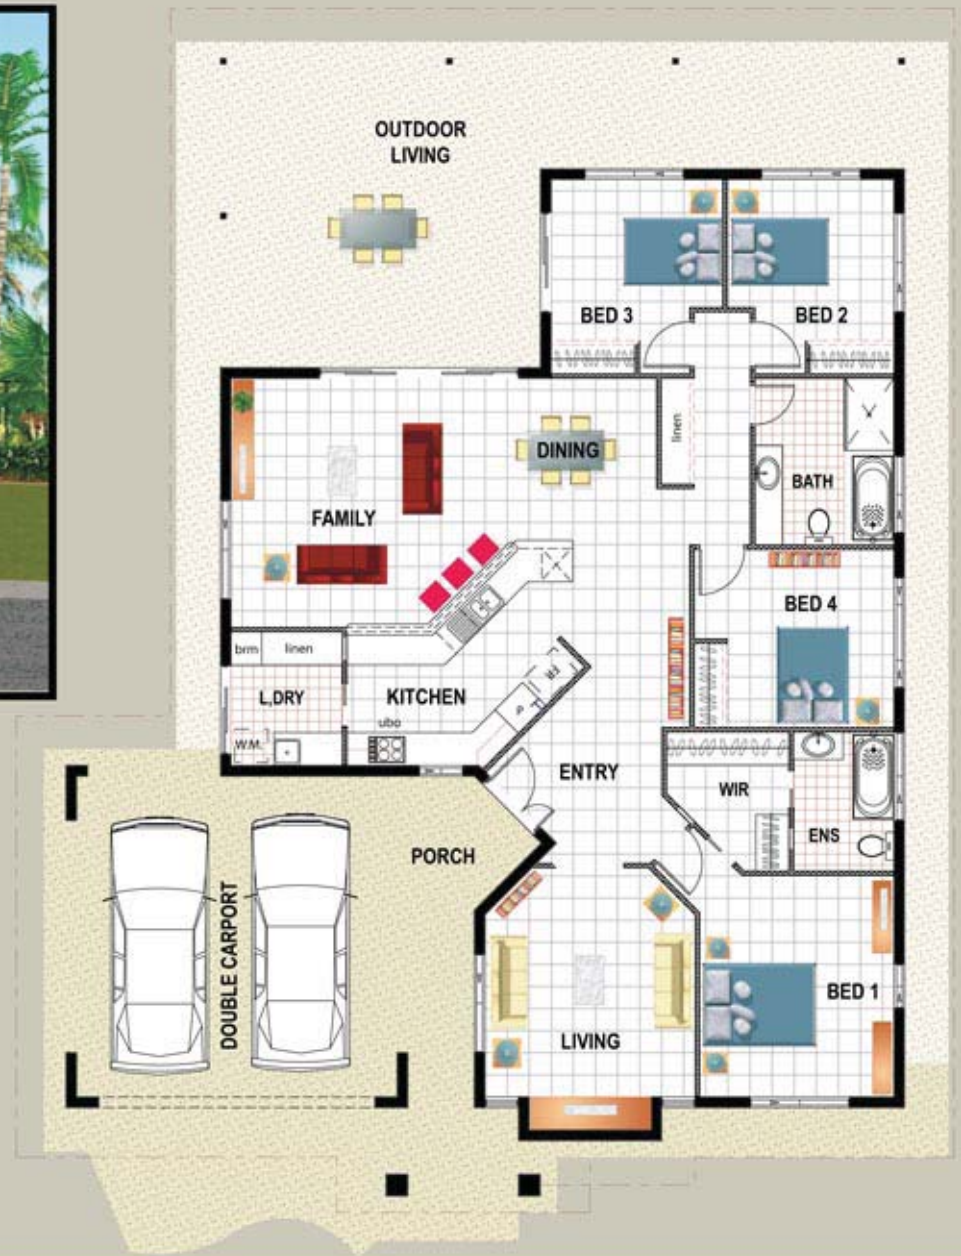 OUTDOOR
LIVING
BED 3
BED 2
linen
DINING
BATH
FAMILY
BED 4
brm
linen
L,DRY
KITCHEN
FR
P
ubo
W.M.
ENTRY
WIR
ENS
PORCH
DOUBLE CARPORT
BED 1
LIVING